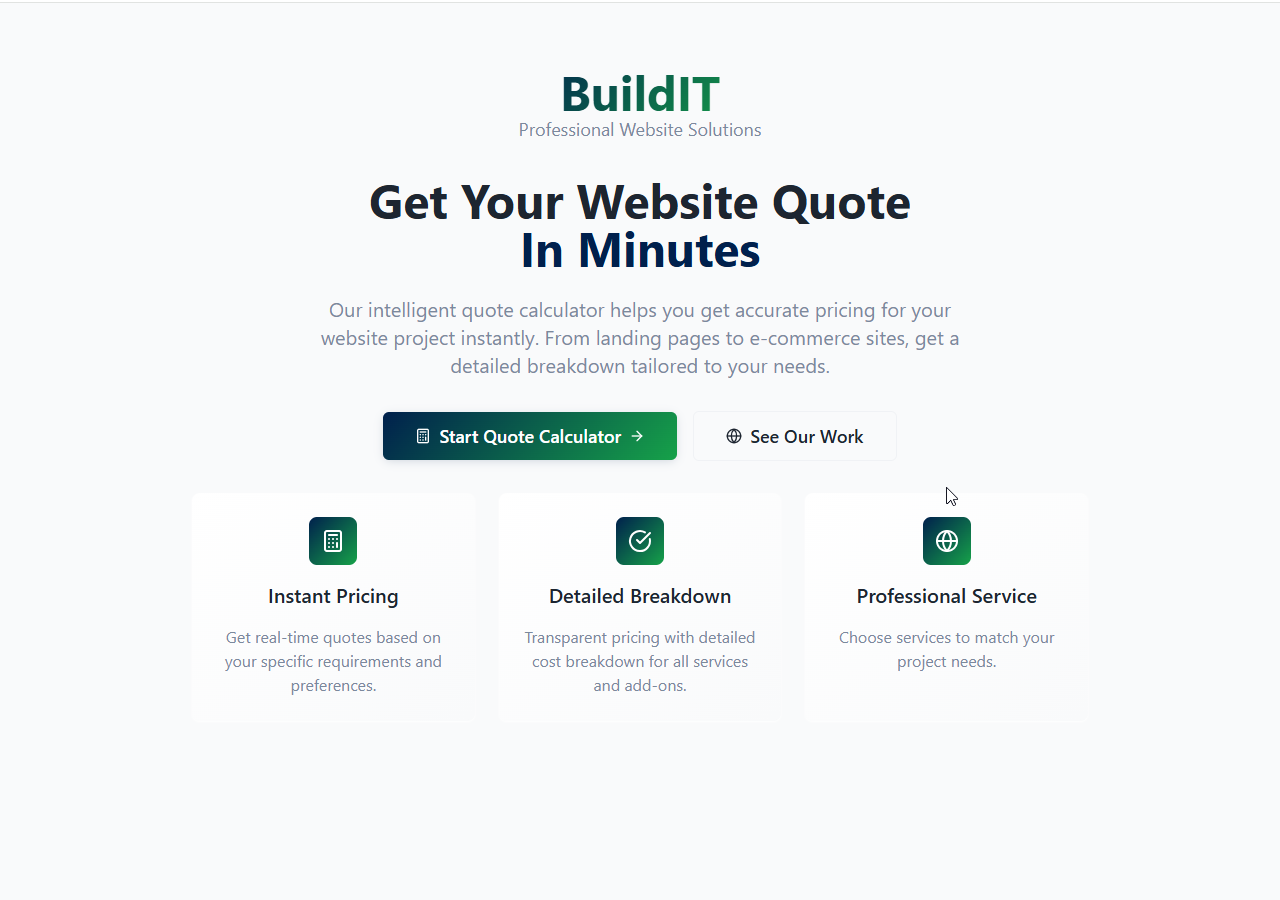 BuildIT
Professional Website Solutions
Get Your Website Quote
In Minutes
Our intelligent quote calculator helps you get accurate pricing for your
website project instantly. From landing pages to e-commerce sites, get a
detailed breakdown tailored to your needs.
Start Quote Calculator
See Our Work
Instant Pricing
Get real-time quotes based on
your specific requirements and
preferences.
Detailed Breakdown
Transparent pricing with detailed
cost breakdown for all services
and add-ons.
Professional Service
Choose services to match your
project needs.